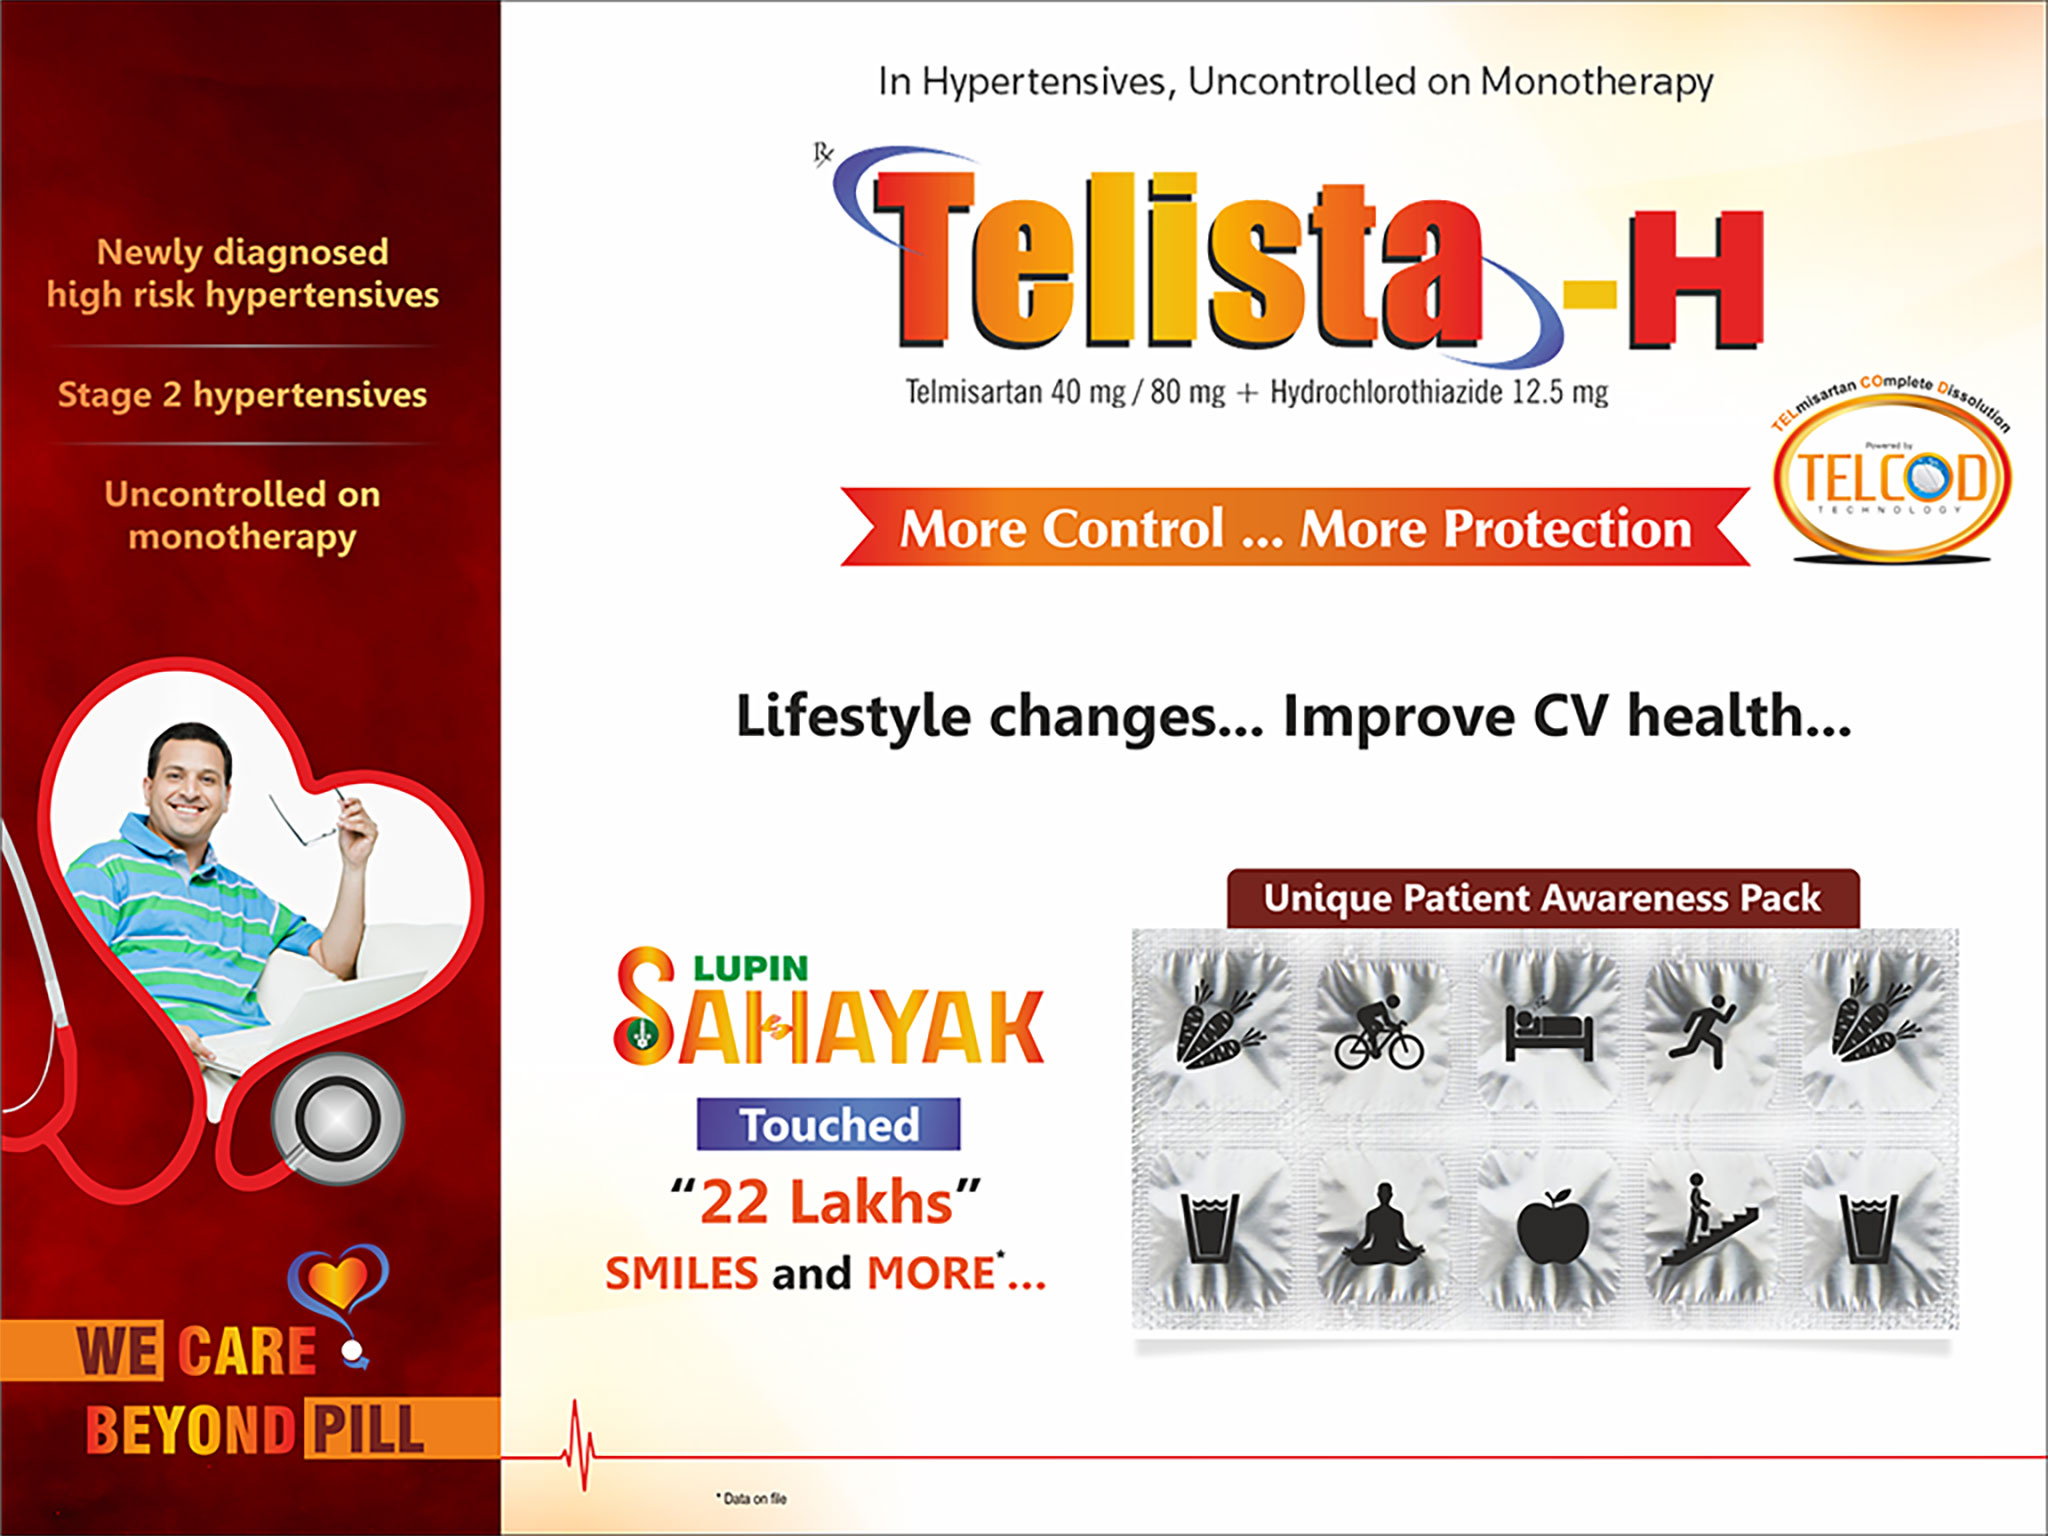 Newly diagnosed
high risk hypertensives
Stage 2 hypertensives
Uncontrolled on
monotherapy
WE CARE
BEYOND PILL
In Hypertensives, Uncontrolled on Monotherapy
Rx
Telista-H
Telmisartan 40 mg / 80 mg + Hydrochlorothiazide 12.5 mg
TELmisartan COmplete Dissolution
Powered by
TELCOD
TECHNOLOGY
More Control ... More Protection
Lifestyle changes... Improve CV health...
LUPIN
SAHAYAK
Touched
“22 Lakhs”
SMILES and MORE*...
Unique Patient Awareness Pack
* Data on file